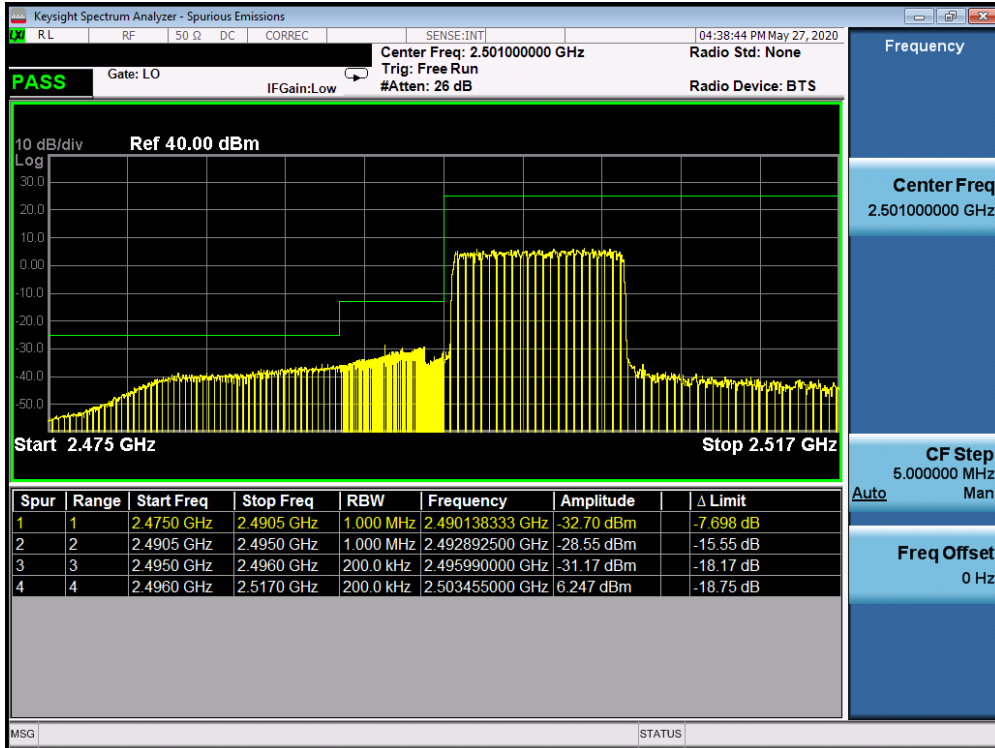 Keysight Spectrum Analyzer - Spurious Emissions
LXI RL RF 50 Ω DC CORREC SENSE:INT 04:38:44 PM May 27, 2020
Center Freq: 2.501000000 GHz Radio Std: None
PASS Gate: LO Trig: Free Run
IFGain:Low #Atten: 26 dB Radio Device: BTS
10 dB/div Ref 40.00 dBm
Log
30.0
20.0
10.0
0.00
-10.0
-20.0
-30.0
-40.0
-50.0
Start 2.475 GHz Stop 2.517 GHz
Spur Range Start Freq Stop Freq RBW Frequency Amplitude Δ Limit
1 1 2.4750 GHz 2.4905 GHz 1.000 MHz 2.490138333 GHz -32.70 dBm -7.698 dB
2 2 2.4905 GHz 2.4950 GHz 1.000 MHz 2.492892500 GHz -28.55 dBm -15.55 dB
3 3 2.4950 GHz 2.4960 GHz 200.0 kHz 2.495990000 GHz -31.17 dBm -18.17 dB
4 4 2.4960 GHz 2.5170 GHz 200.0 kHz 2.503455000 GHz 6.247 dBm -18.75 dB
MSG STATUS
Frequency
Center Freq
2.501000000 GHz
CF Step
5.000000 MHz
Auto Man
Freq Offset
0 Hz